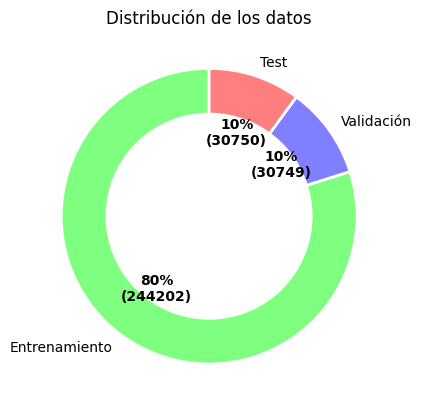 Distribución de los datos
Test
10%
(30750)
Validación
10%
(30749)
80%
(244202)
Entrenamiento